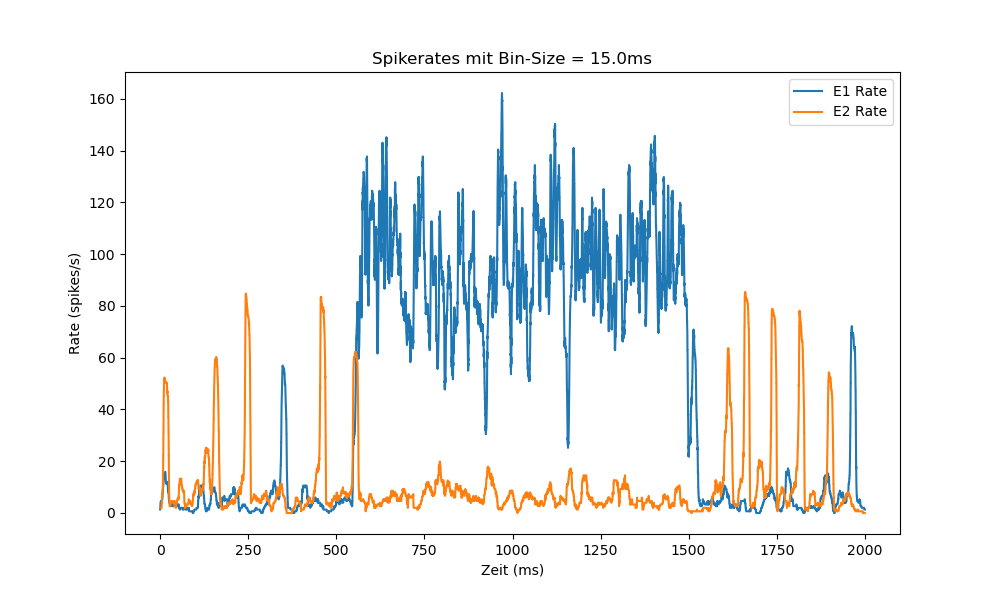 Spikerates mit Bin-Size = 15.0ms
E1 Rate
E2 Rate
Rate (spikes/s)
160
140
120
100
80
60
40
20
0
0 250 500 750 1000 1250 1500 1750 2000
Zeit (ms)